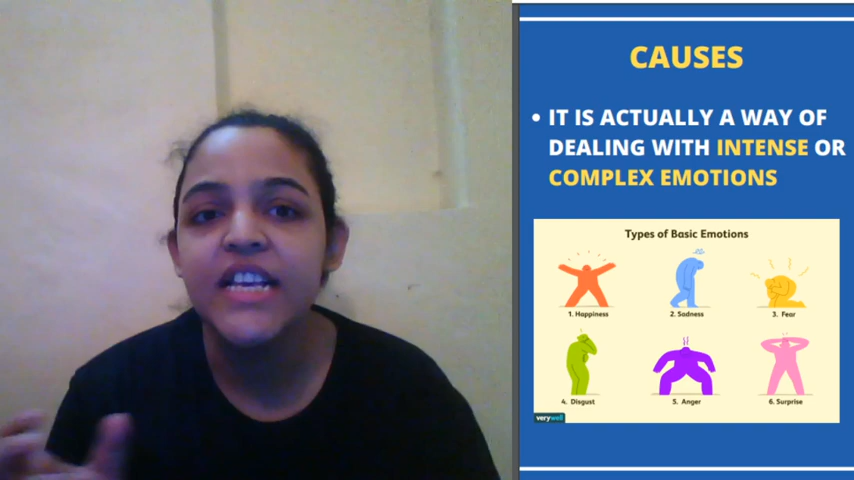 CAUSES
• IT IS ACTUALLY A WAY OF
DEALING WITH INTENSE OR
COMPLEX EMOTIONS
Types of Basic Emotions
1. Happiness
2. Sadness
3. Fear
4. Disgust
5. Anger
6. Surprise
verywell